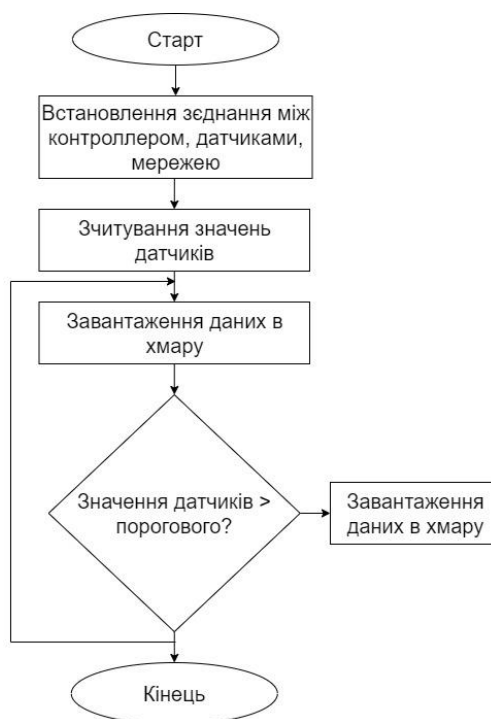 Старт
Встановлення зєднання між
контроллером, датчиками,
мережею
Зчитування значень
датчиків
Завантаження даних в
хмару
Значення датчиків >
порогового?
Завантаження
даних в хмару
Кінець